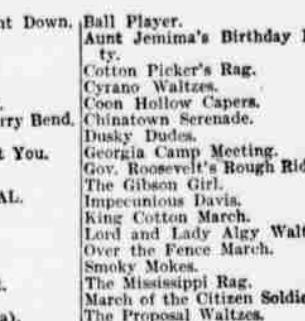 nt Down.
rry Bend.
t You.
AL.
a).
Ball Player.
Aunt Jemima's Birthday
ty.
Cotton Picker's Rag.
Cyrano Waltzes.
Coon Hollow Capers.
Chinatown Serenade.
Dusky Dudes.
Georgia Camp Meeting.
Gov. Roosevelt's Rough Rid
The Gibson Girl.
Impecunious Davis.
King Cotton March.
Lord and Lady Algy Walt
Over the Fence March.
Smoky Mokes.
The Mississippi Rag.
March of the Citizen Soldie
The Proposal Waltzes.